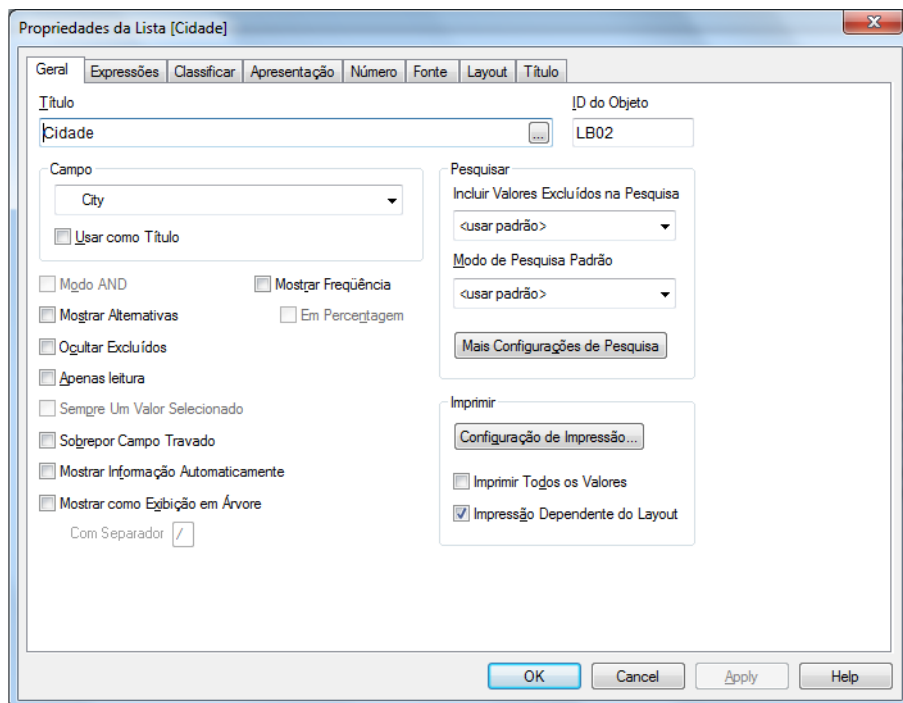 Propriedades da Lista [Cidade]
Geral Expressões Classificar Apresentação Número Fonte Layout Título
Título
ID do Objeto
Cidade ...
LB02
Campo
City
Usar como Título
Modo AND
Mostrar Freqüência
Mostrar Alternativas
Em Percentagem
Ocultar Excluídos
Apenas leitura
Sempre Um Valor Selecionado
Sobrepor Campo Travado
Mostrar Informação Automaticamente
Mostrar como Exibição em Árvore
Com Separador /
Pesquisar
Incluir Valores Excluídos na Pesquisa
<usar padrão>
Modo de Pesquisa Padrão
<usar padrão>
Mais Configurações de Pesquisa
Imprimir
Configuração de Impressão...
Imprimir Todos os Valores
Impressão Dependente do Layout
OK Cancel Apply Help